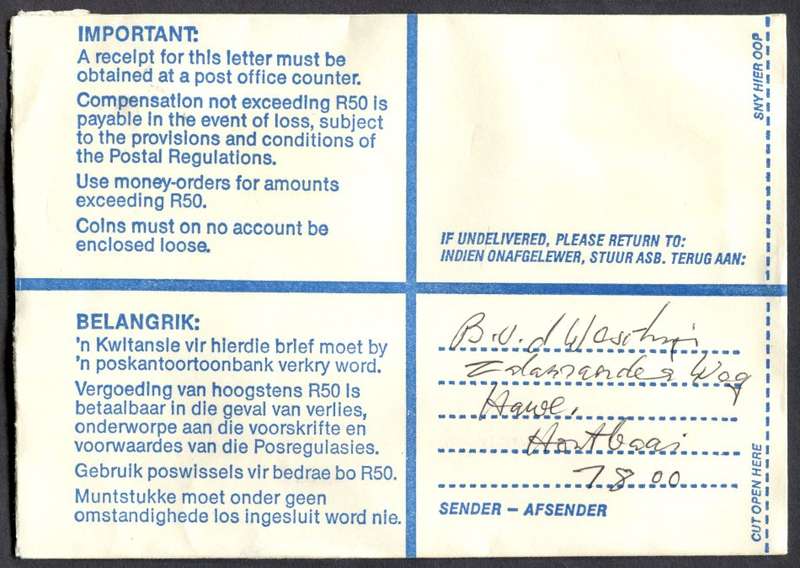 IMPORTANT:
A receipt for this letter must be
obtained at a post office counter.
Compensation not exceeding R50 is
payable in the event of loss, subject
to the provisions and conditions of
the Postal Regulations.
Use money-orders for amounts
exceeding R50.
Coins must on no account be
enclosed loose.
SNY HIER OOP
IF UNDELIVERED, PLEASE RETURN TO:
INDIEN ONAFGELEWER, STUUR ASB. TERUG AAN:
BELANGRIK:
'n Kwitansie vir hierdie brief moet by
'n poskantoortoonbank verkry word.
Vergoeding van hoogstens R50 is
betaalbaar in die geval van verlies,
onderworpe aan die voorskrifte en
voorwaardes van die Posregulasies.
Gebruik poswissels vir bedrae bo R50.
Muntstukke moet onder geen
omstandighede los ingesluit word nie.
B.v.d
Weg
Houtbaai
7800
SENDER – AFSENDER
CUT OPEN HERE